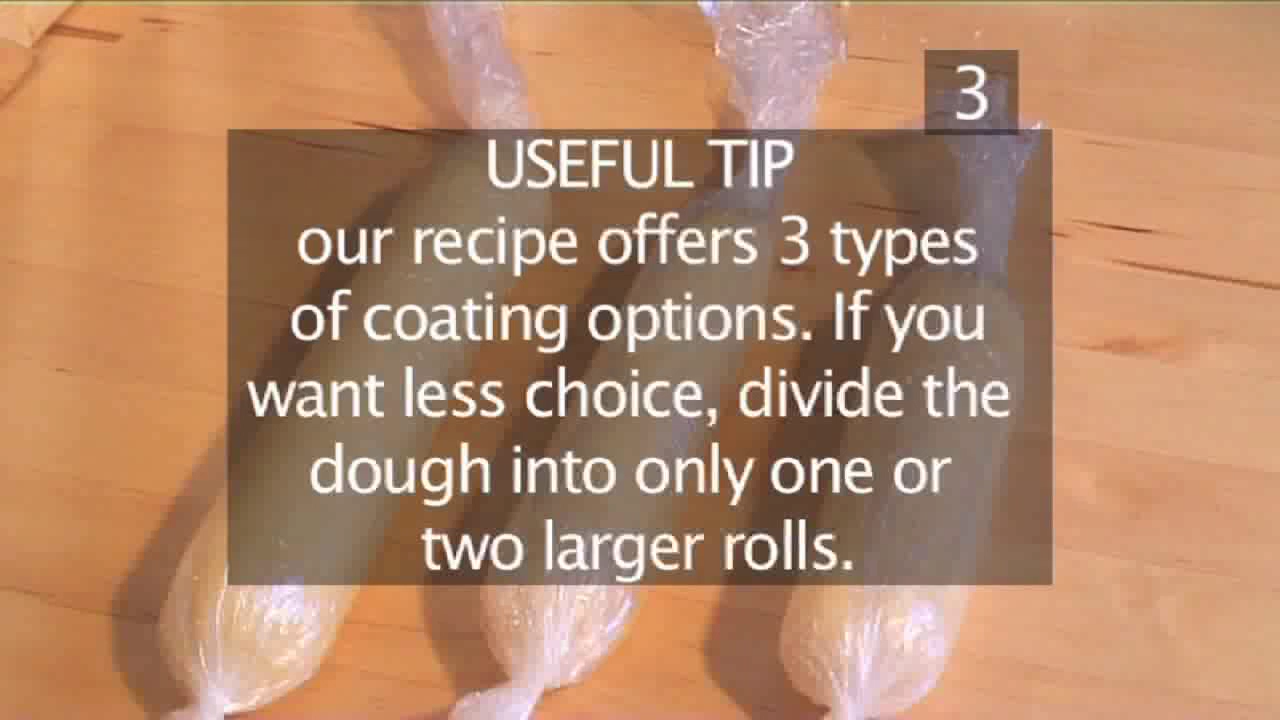 3
USEFUL TIP
our recipe offers 3 types
of coating options. If you
want less choice, divide the
dough into only one or
two larger rolls.